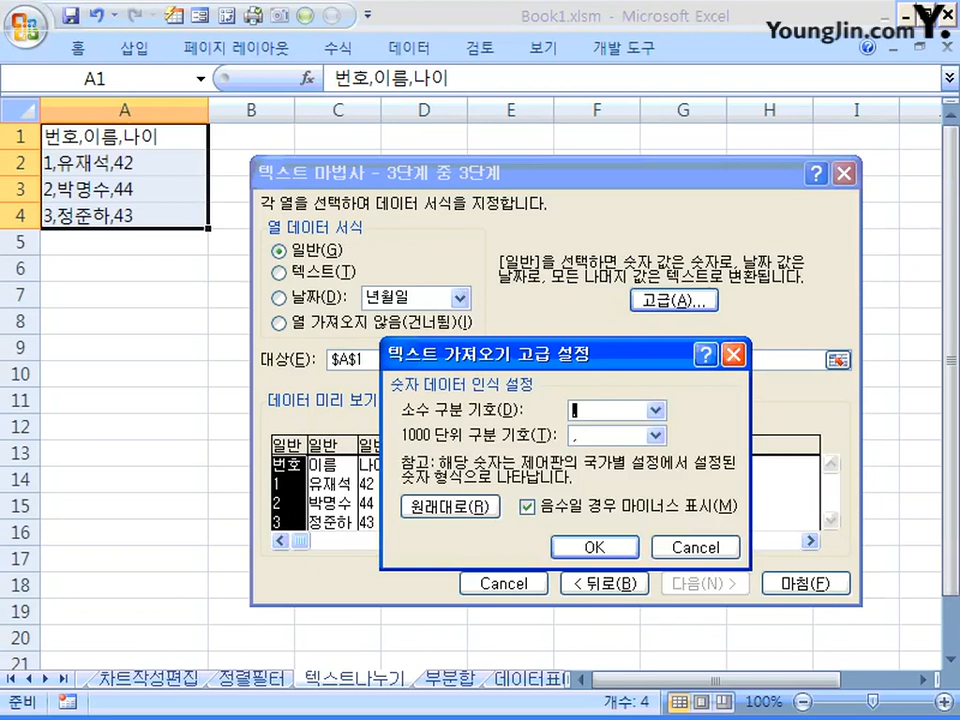 Book1.xlsm - Microsoft Excel
YoungJin.com Y.
홈 삽입 페이지 레이아웃 수식 데이터 검토 보기 개발 도구
A1 fx 번호,이름,나이
A B C D E F G H I
1 번호,이름,나이
2 1,유재석,42
3 2,박명수,44
4 3,정준하,43
5
6
7
8
9
10
11
12
13
14
15
16
17
18
19
20
21
텍스트 마법사 - 3단계 중 3단계
각 열을 선택하여 데이터 서식을 지정합니다.
열 데이터 서식
일반(G)
텍스트(T)
날짜(D): 년월일
열 가져오지 않음(건너뜀)(I)
[일반]을 선택하면 숫자 값은 숫자로, 날짜 값은
날짜로, 모든 나머지 값은 텍스트로 변환됩니다.
고급(A)...
대상(E): $A$1
데이터 미리 보기
일반 일반 일반
번호 이름 나이
1 유재석 42
2 박명수 44
3 정준하 43
텍스트 가져오기 고급 설정
숫자 데이터 인식 설정
소수 구분 기호(D): .
1000 단위 구분 기호(T): ,
참고: 해당 숫자는 제어판의 국가별 설정에서 설정된
숫자 형식으로 나타납니다.
원래대로(R) 음수일 경우 마이너스 표시(M)
OK Cancel
Cancel < 뒤로(B) 다음(N) > 마침(F)
차트작성편집 정렬필터 텍스트나누기 부분합 데이터표
준비 개수: 4 100%